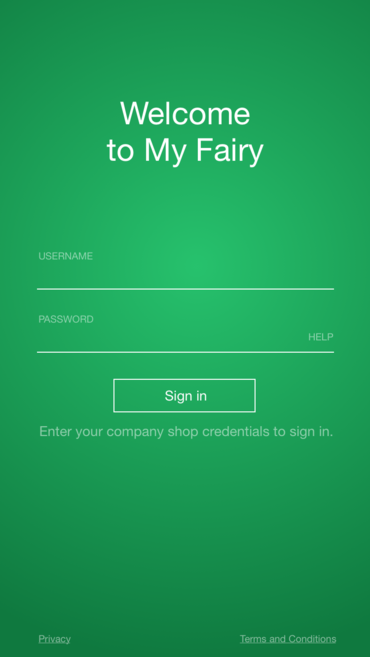 Welcome
to My Fairy
USERNAME
PASSWORD
HELP
Sign in
Enter your company shop credentials to sign in.
Privacy
Terms and Conditions